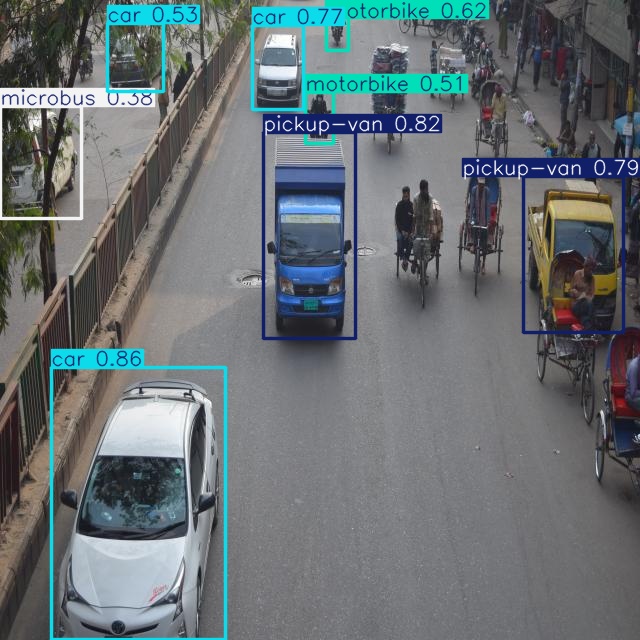 car 0.53
car 0.77
otorbike 0.62
microbus 0.38
motorbike 0.51
pickup-van 0.82
pickup-van 0.79
car 0.86